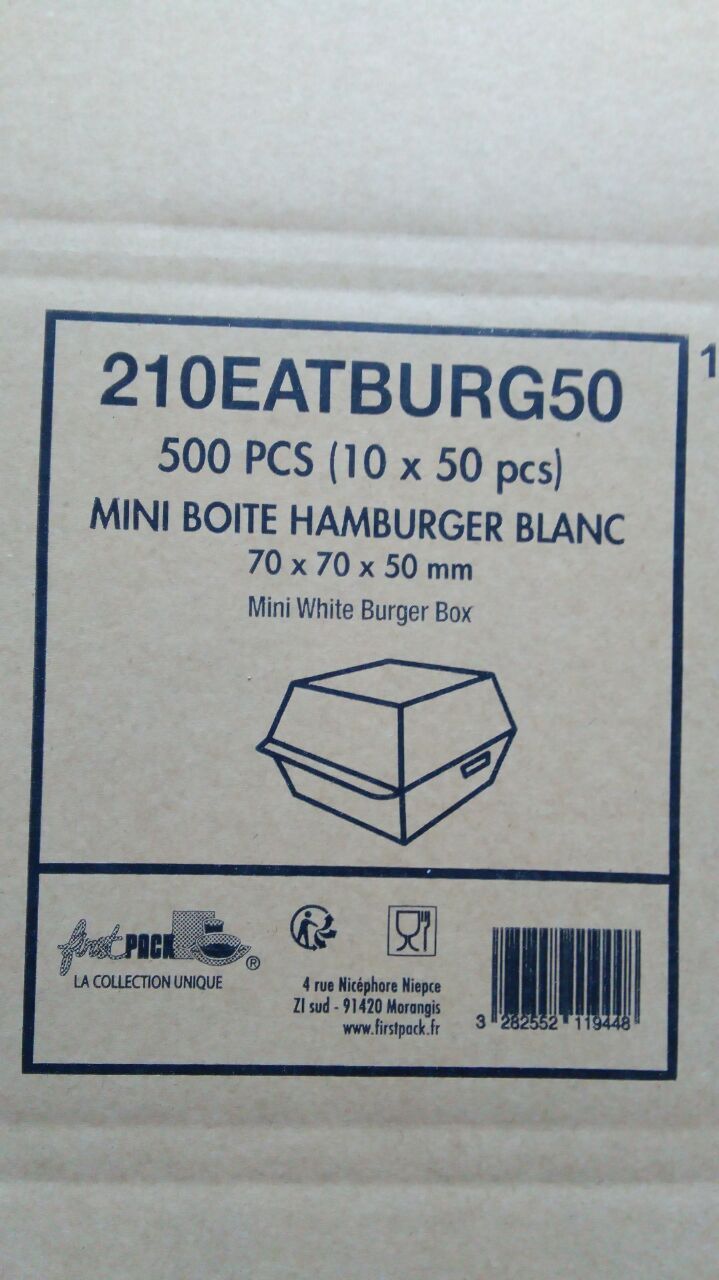 210EATBURG50
1
500 PCS (10 x 50 pcs)
MINI BOITE HAMBURGER BLANC
70 x 70 x 50 mm
Mini White Burger Box
first PACK ®
LA COLLECTION UNIQUE
4 rue Nicéphore Niepce
ZI sud - 91420 Morangis
www.firstpack.fr
3 282552 119448